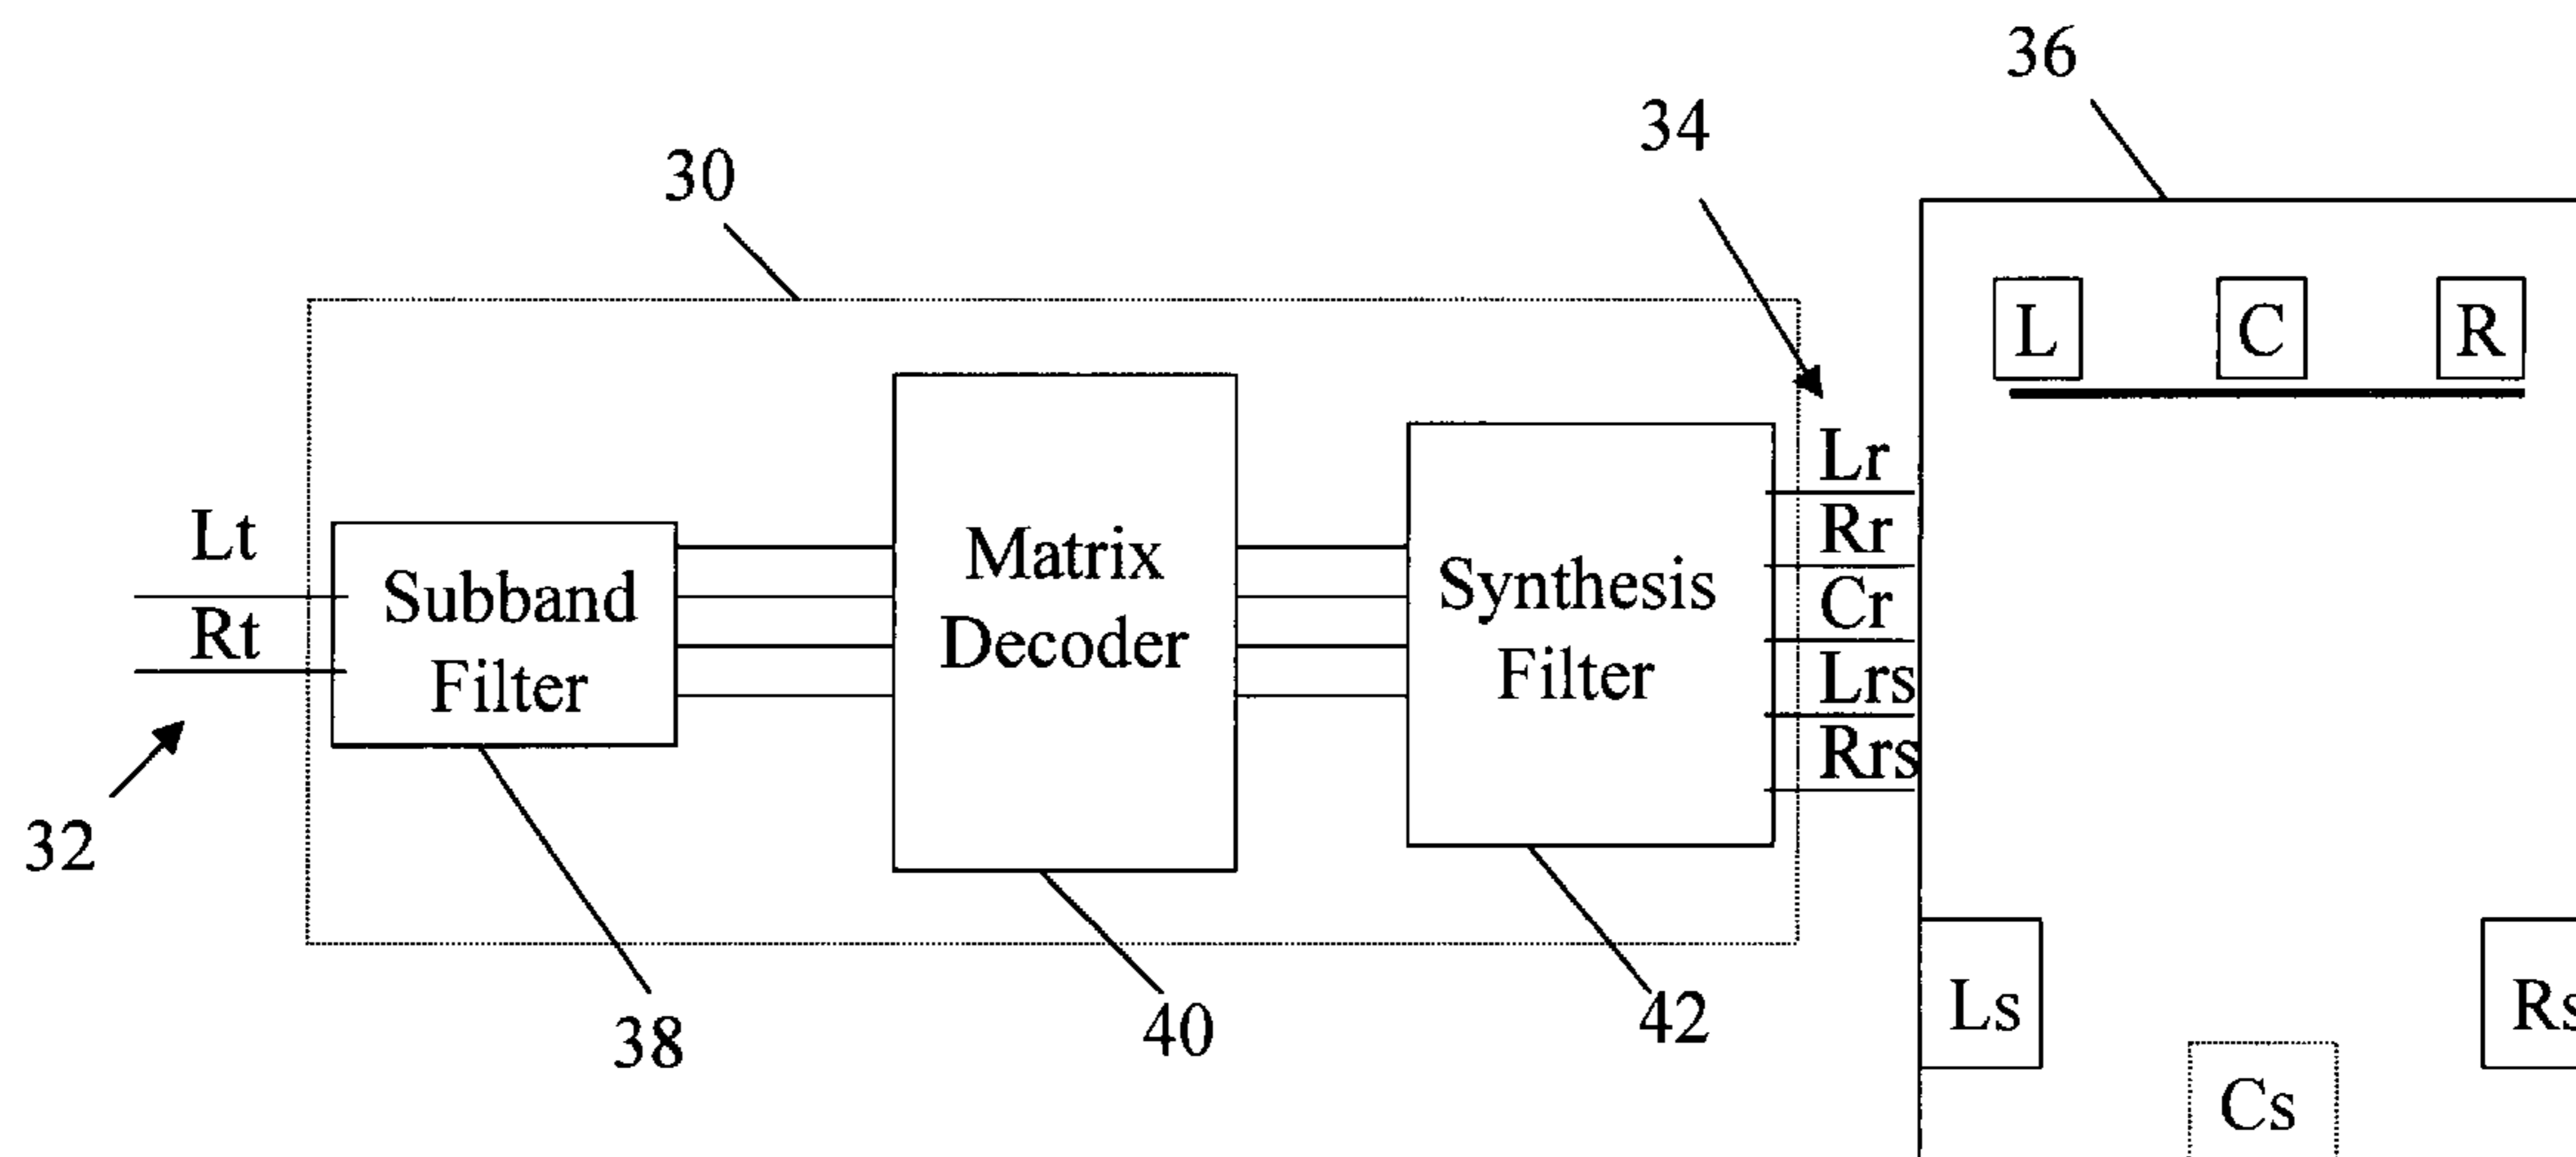 36
34
30
L C R
Lr
Rr
Cr
Lrs
Rrs
Lt
Rt
Subband
Filter
Matrix
Decoder
Synthesis
Filter
32
38
40
42
Ls
Rs
Cs